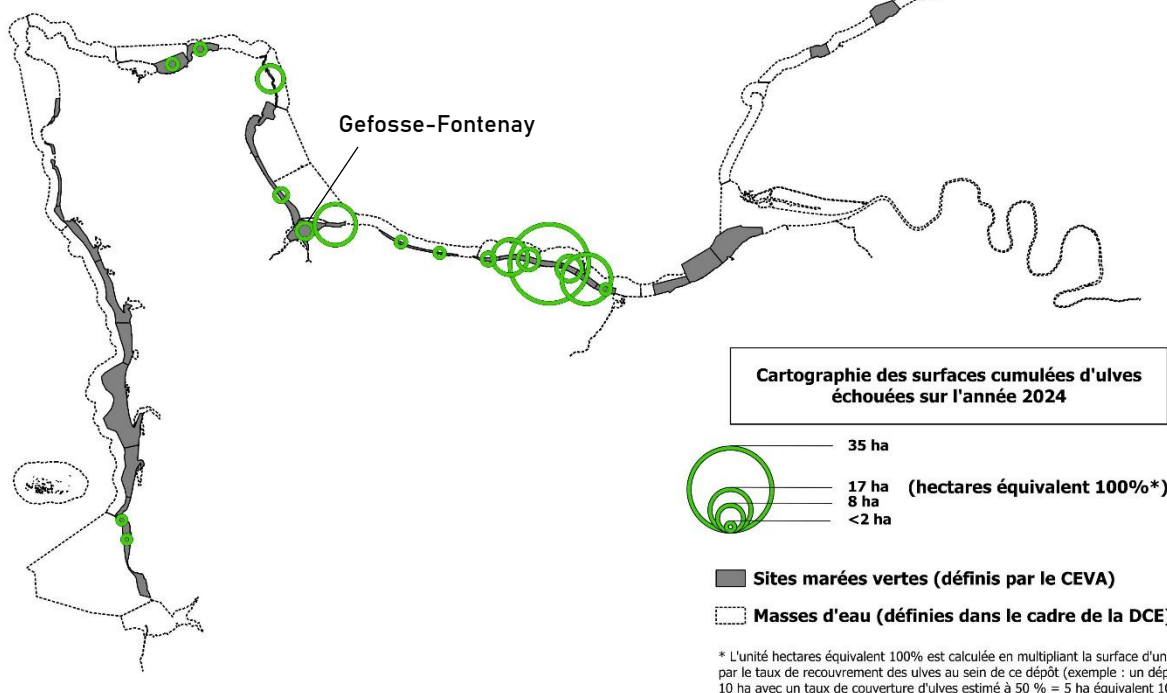 Gefosse-Fontenay
Cartographie des surfaces cumulées d'ulves
échouées sur l'année 2024
35 ha
17 ha
(hectares équivalent 100%*)
8 ha
<2 ha
Sites marées vertes (définis par le CEVA)
Masses d'eau (définies dans le cadre de la DCE)
* L'unité hectares équivalent 100% est calculée en multipliant la surface d'un
par le taux de recouvrement des ulves au sein de ce dépôt (exemple : un dép
10 ha avec un taux de couverture d'ulves estimé à 50 % = 5 ha équivalent 10